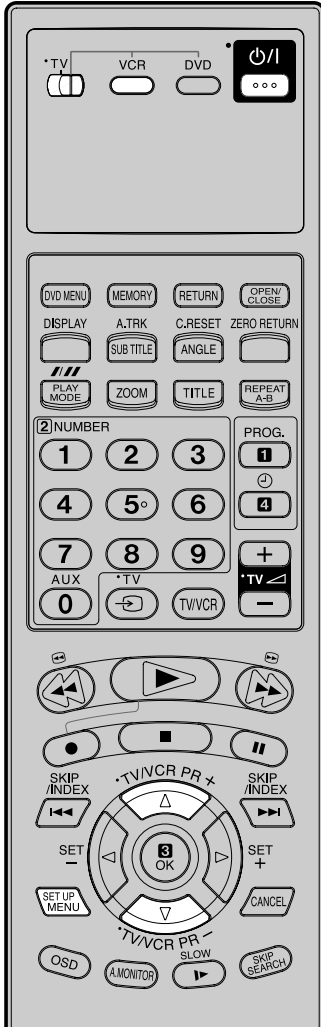 •TV VCR DVD • ⏻/I
DVD MENU MEMORY RETURN OPEN/
CLOSE
DISPLAY A.TRK C.RESET ZERO RETURN
SUB TITLE ANGLE
PLAY
MODE ZOOM TITLE REPEAT
A-B
2 NUMBER PROG.
1 2 3 1
4 5 6 4
7 8 9 +
AUX •TV •TV
0 TV/VCR −
•TV/VCR PR +
SKIP
/INDEX SKIP
/INDEX
SET
− 3
OK SET
+
SET UP
MENU CANCEL
•TV/VCR PR −
OSD A.MONITOR SLOW SKIP
SEARCH